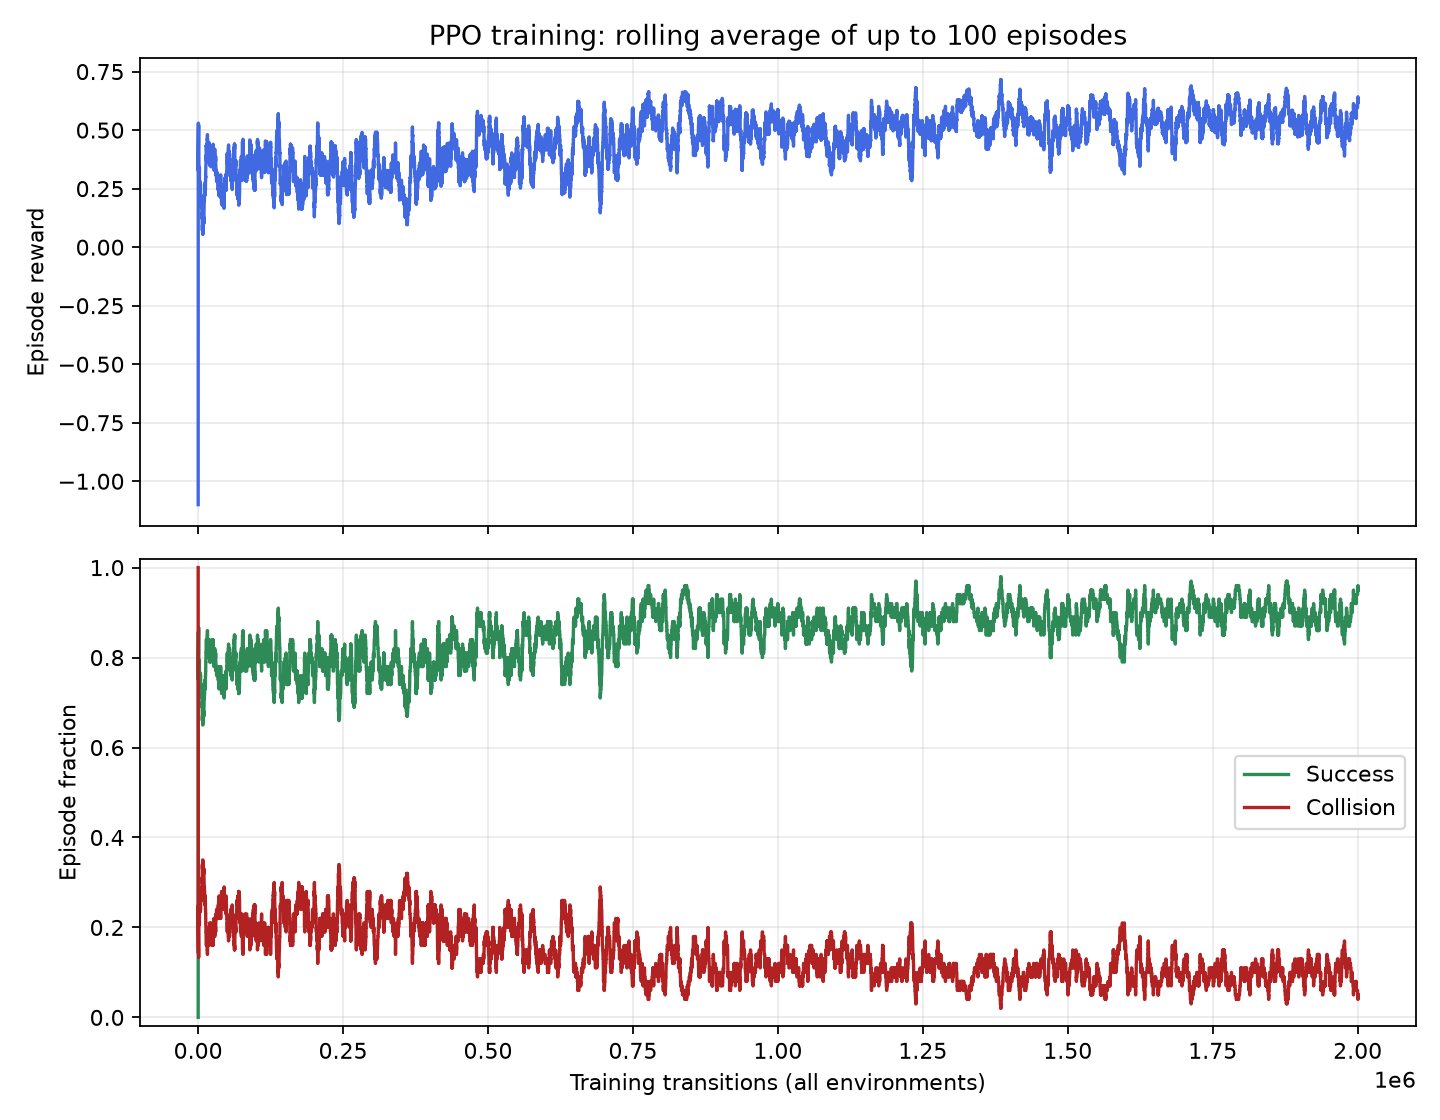 PPO training: rolling average of up to 100 episodes
0.75
0.50
0.25
0.00
−0.25
−0.50
−0.75
−1.00
Episode reward
1.0
0.8
0.6
0.4
0.2
0.0
Episode fraction
Success
Collision
0.00 0.25 0.50 0.75 1.00 1.25 1.50 1.75 2.00
1e6
Training transitions (all environments)